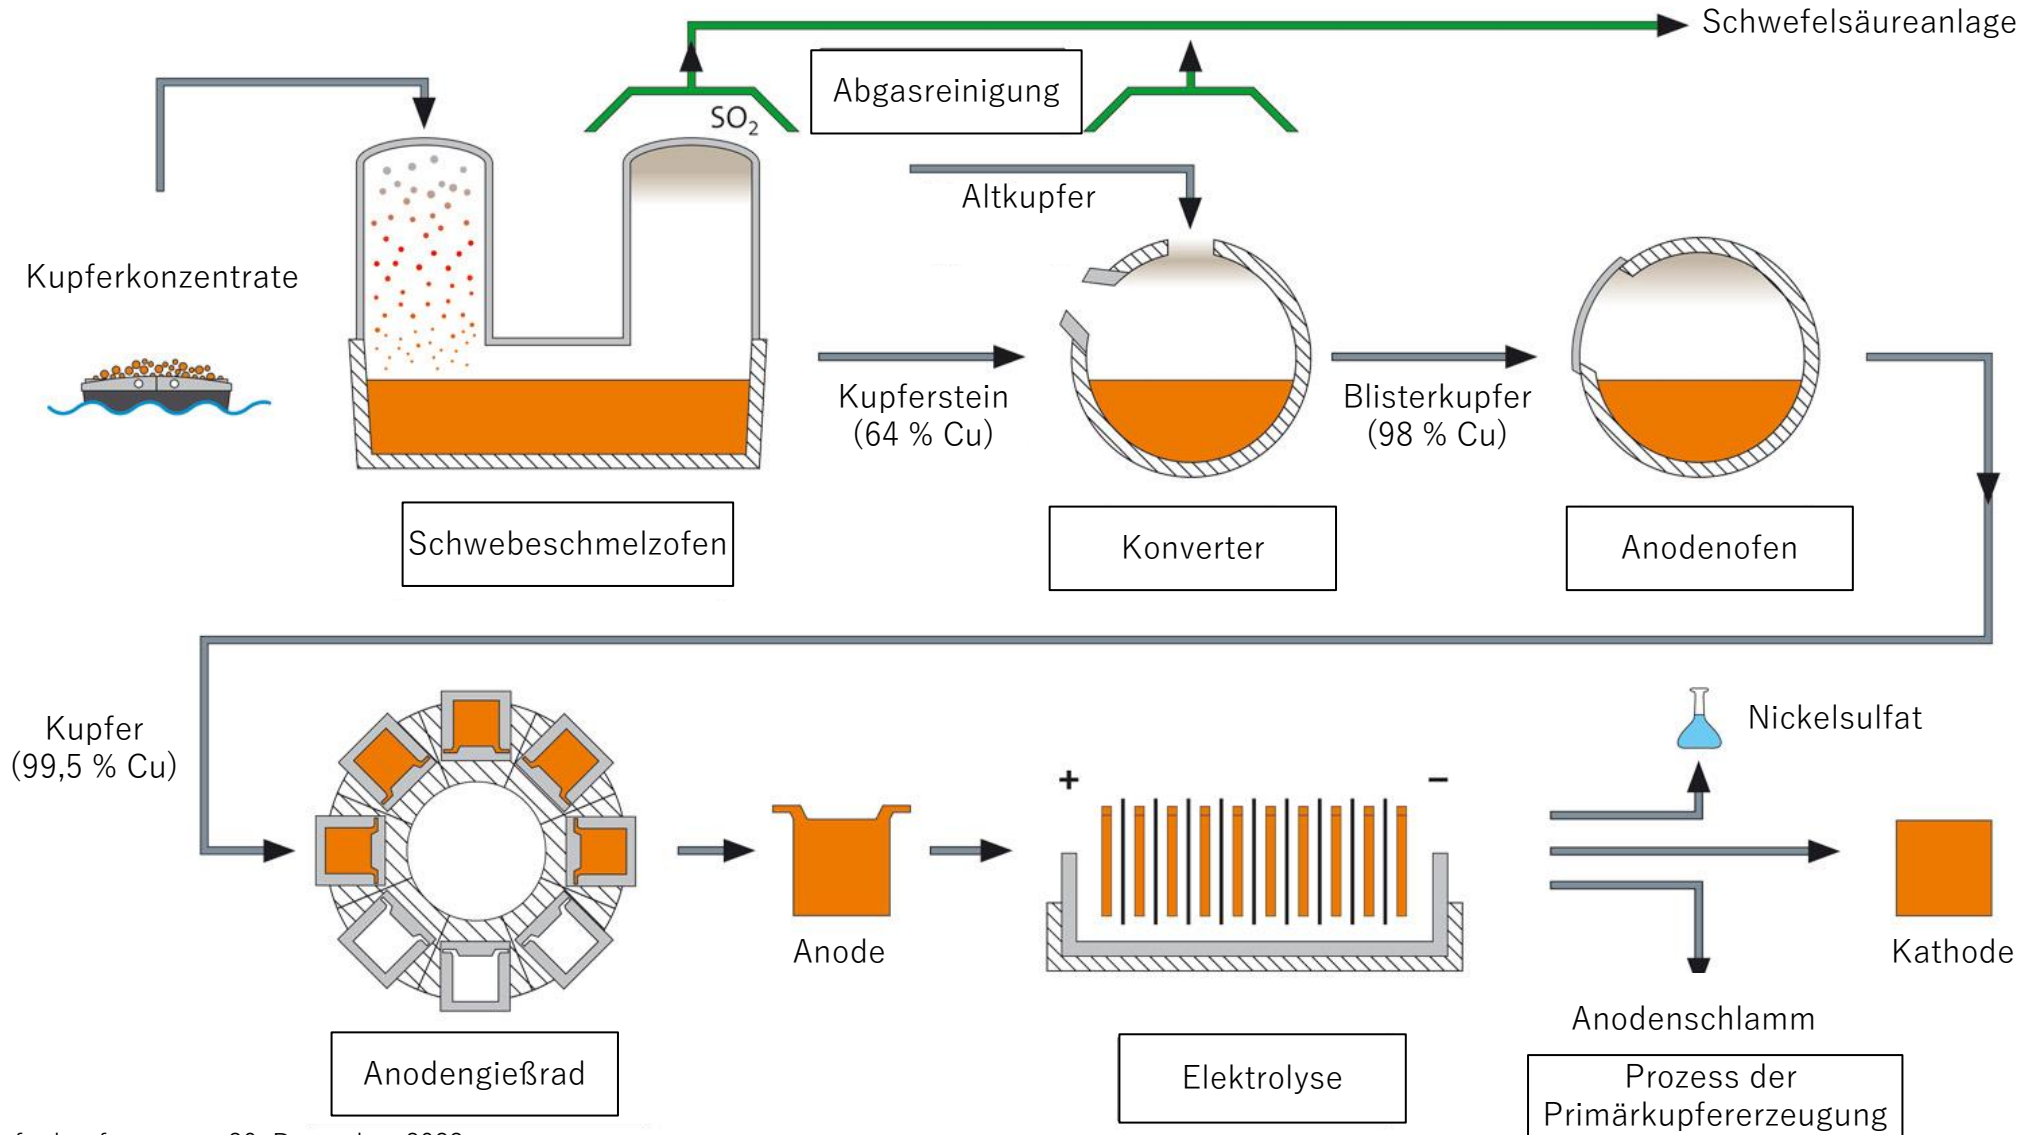 Schwefelsäureanlage
Abgasreinigung
SO₂
Altkupfer
Kupferkonzentrate
Kupferstein
(64 % Cu)
Blisterkupfer
(98 % Cu)
Schwebeschmelzofen
Konverter
Anodenofen
Kupfer
(99,5 % Cu)
+
−
Nickelsulfat
Anode
Kathode
Anodenschlamm
Anodengießrad
Elektrolyse
Prozess der
Primärkupfererzeugung